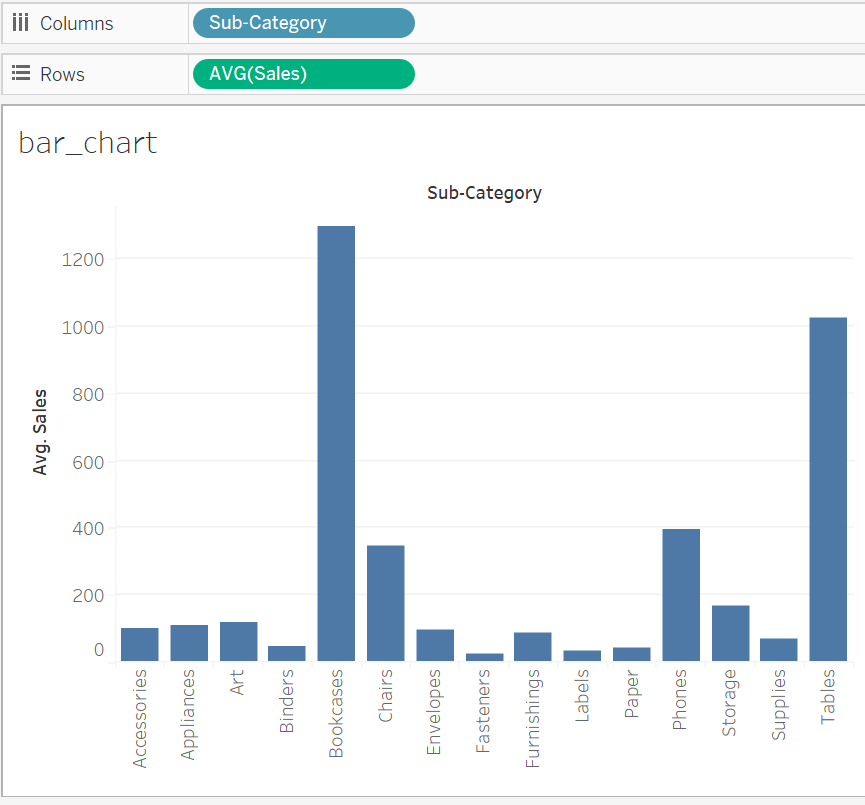 Columns
Sub-Category
Rows
AVG(Sales)
bar_chart
Sub-Category
Avg. Sales
1200
1000
800
600
400
200
0
Accessories
Appliances
Art
Binders
Bookcases
Chairs
Envelopes
Fasteners
Furnishings
Labels
Paper
Phones
Storage
Supplies
Tables